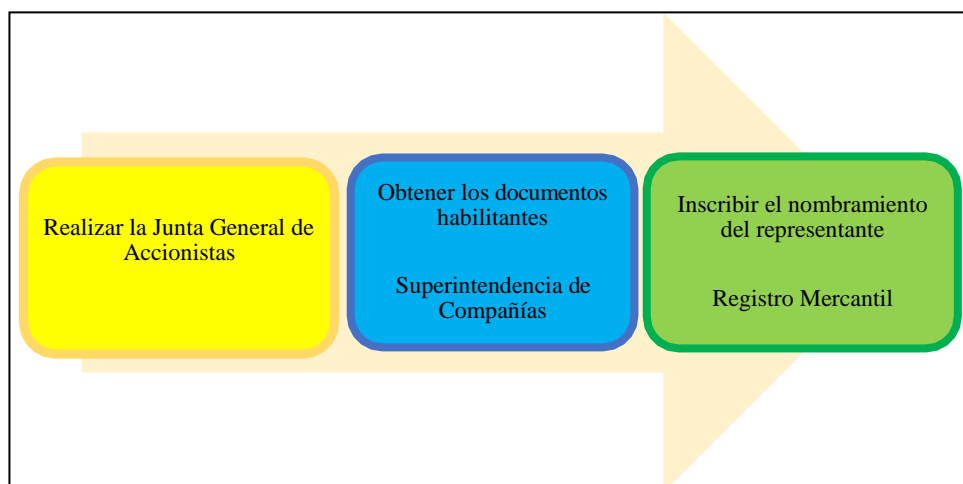 Realizar la Junta General de
Accionistas
Obtener los documentos
habilitantes
Superintendencia de
Compañías
Inscribir el nombramiento
del representante
Registro Mercantil